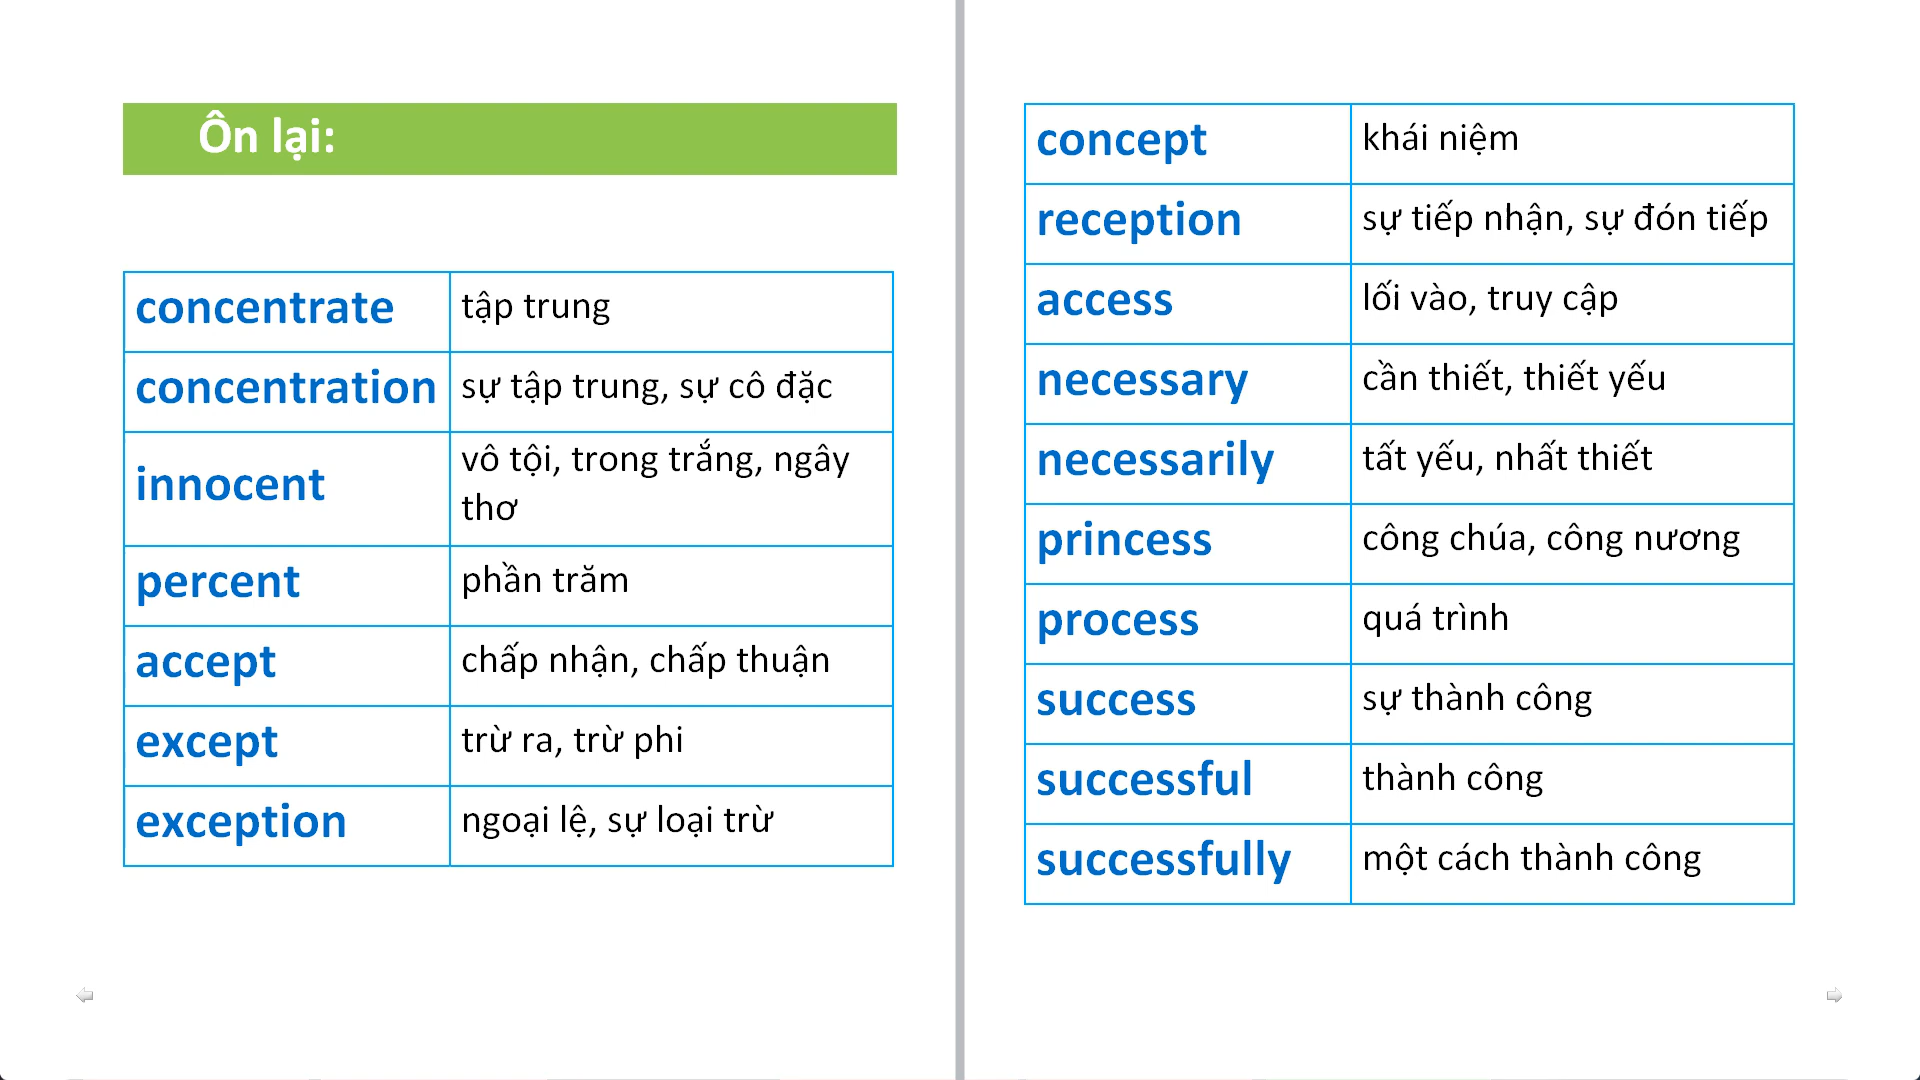 Ôn lại:
concentrate tập trung
concentration sự tập trung, sự cô đặc
innocent vô tội, trong trắng, ngây
thơ
percent phần trăm
accept chấp nhận, chấp thuận
except trừ ra, trừ phi
exception ngoại lệ, sự loại trừ
concept khái niệm
reception sự tiếp nhận, sự đón tiếp
access lối vào, truy cập
necessary cần thiết, thiết yếu
necessarily tất yếu, nhất thiết
princess công chúa, công nương
process quá trình
success sự thành công
successful thành công
successfully một cách thành công